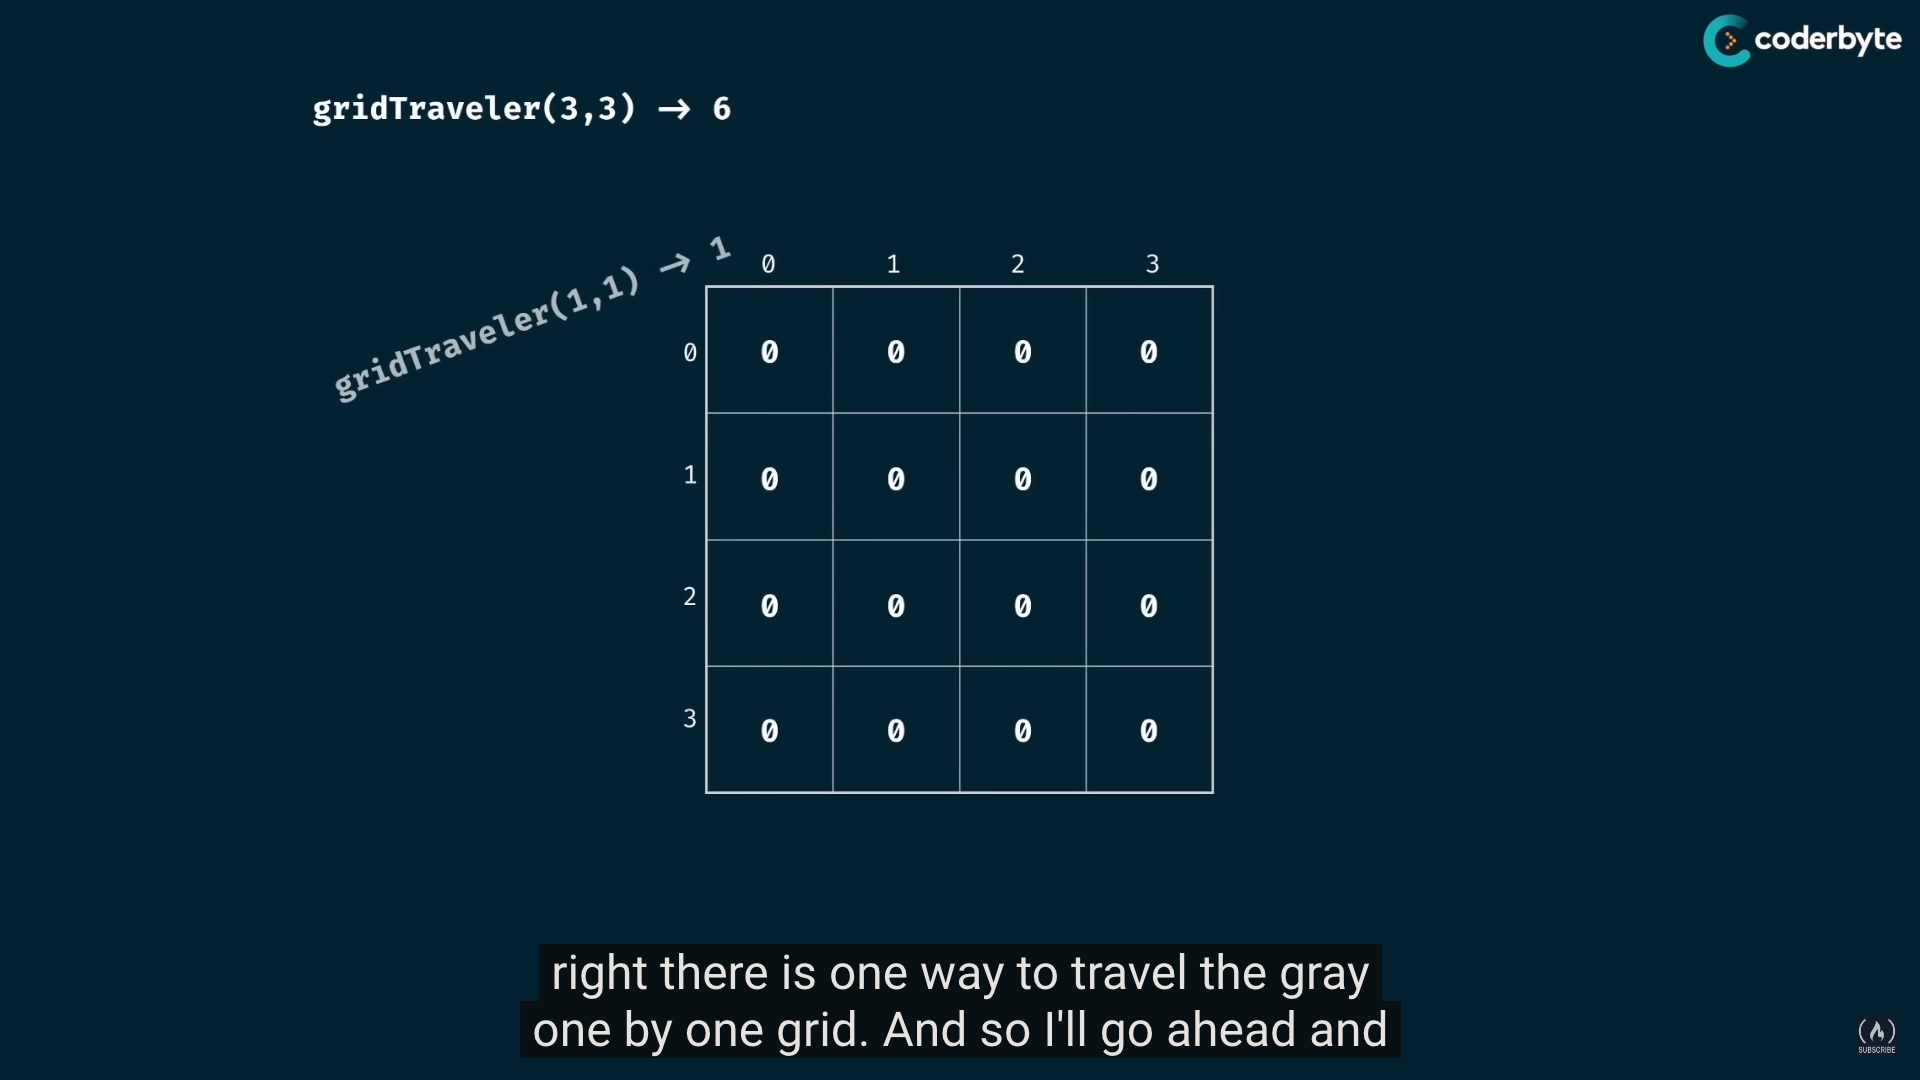 coderbyte
gridTraveler(3,3) → 6
gridTraveler(1,1) → 1
0 1 2 3
0 0 0 0 0
1 0 0 0 0
2 0 0 0 0
3 0 0 0 0
right there is one way to travel the gray
one by one grid. And so I'll go ahead and
SUBSCRIBE